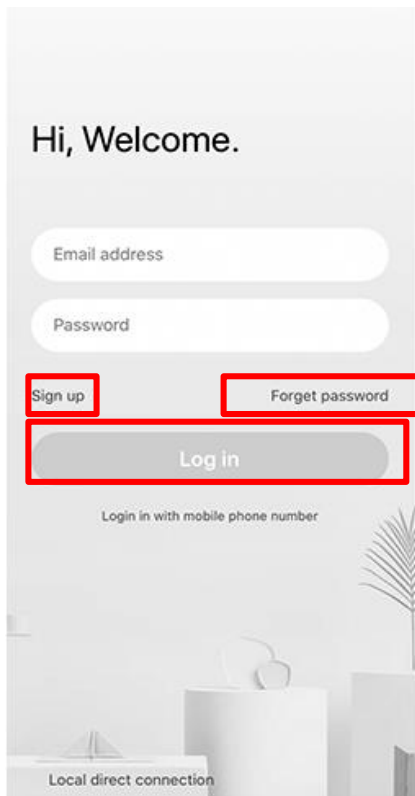 Hi, Welcome.
Email address
Password
Sign up Forget password
Log in
Login in with mobile phone number
Local direct connection